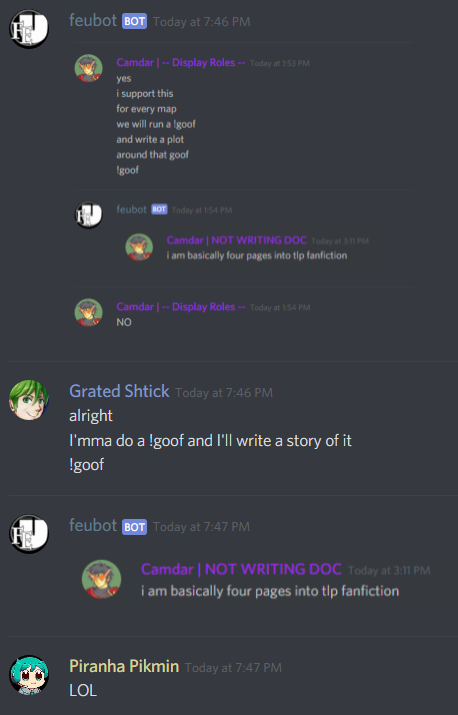 feubot BOT Today at 7:46 PM
Camdar | -- Display Roles -- Today at 1:53 PM
yes
i support this
for every map
we will run a !goof
and write a plot
around that goof
!goof
feubot BOT Today at 1:54 PM
Camdar | NOT WRITING DOC Today at 3:11 PM
i am basically four pages into tlp fanfiction
Camdar | -- Display Roles -- Today at 1:54 PM
NO
Grated Shtick Today at 7:46 PM
alright
I'mma do a !goof and I'll write a story of it
!goof
feubot BOT Today at 7:47 PM
Camdar | NOT WRITING DOC Today at 3:11 PM
i am basically four pages into tlp fanfiction
Piranha Pikmin Today at 7:47 PM
LOL